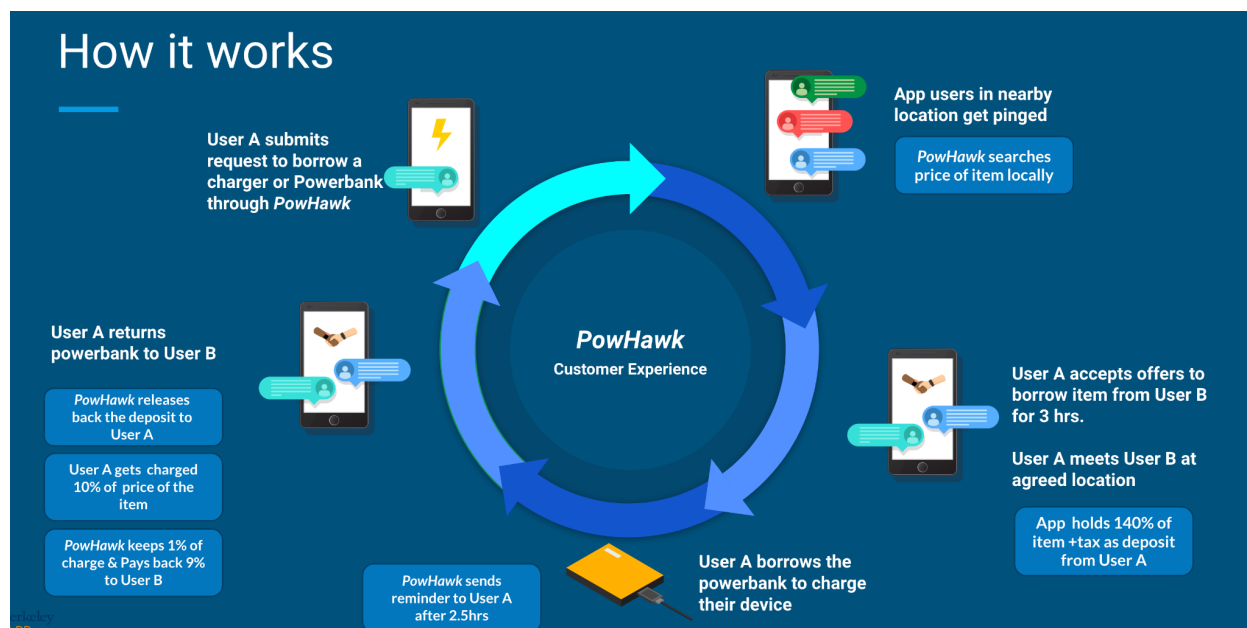 How it works
User A submits
request to borrow a
charger or Powerbank
through PowHawk
App users in nearby
location get pinged
PowHawk searches
price of item locally
User A accepts offers to
borrow item from User B
for 3 hrs.
User A meets User B at
agreed location
App holds 140% of
item +tax as deposit
from User A
User A borrows the
powerbank to charge
their device
PowHawk sends
reminder to User A
after 2.5hrs
User A returns
powerbank to User B
PowHawk releases
back the deposit to
User A
User A gets charged
10% of price of the
item
PowHawk keeps 1% of
charge & Pays back 9%
to User B
PowHawk
Customer Experience
erkeley